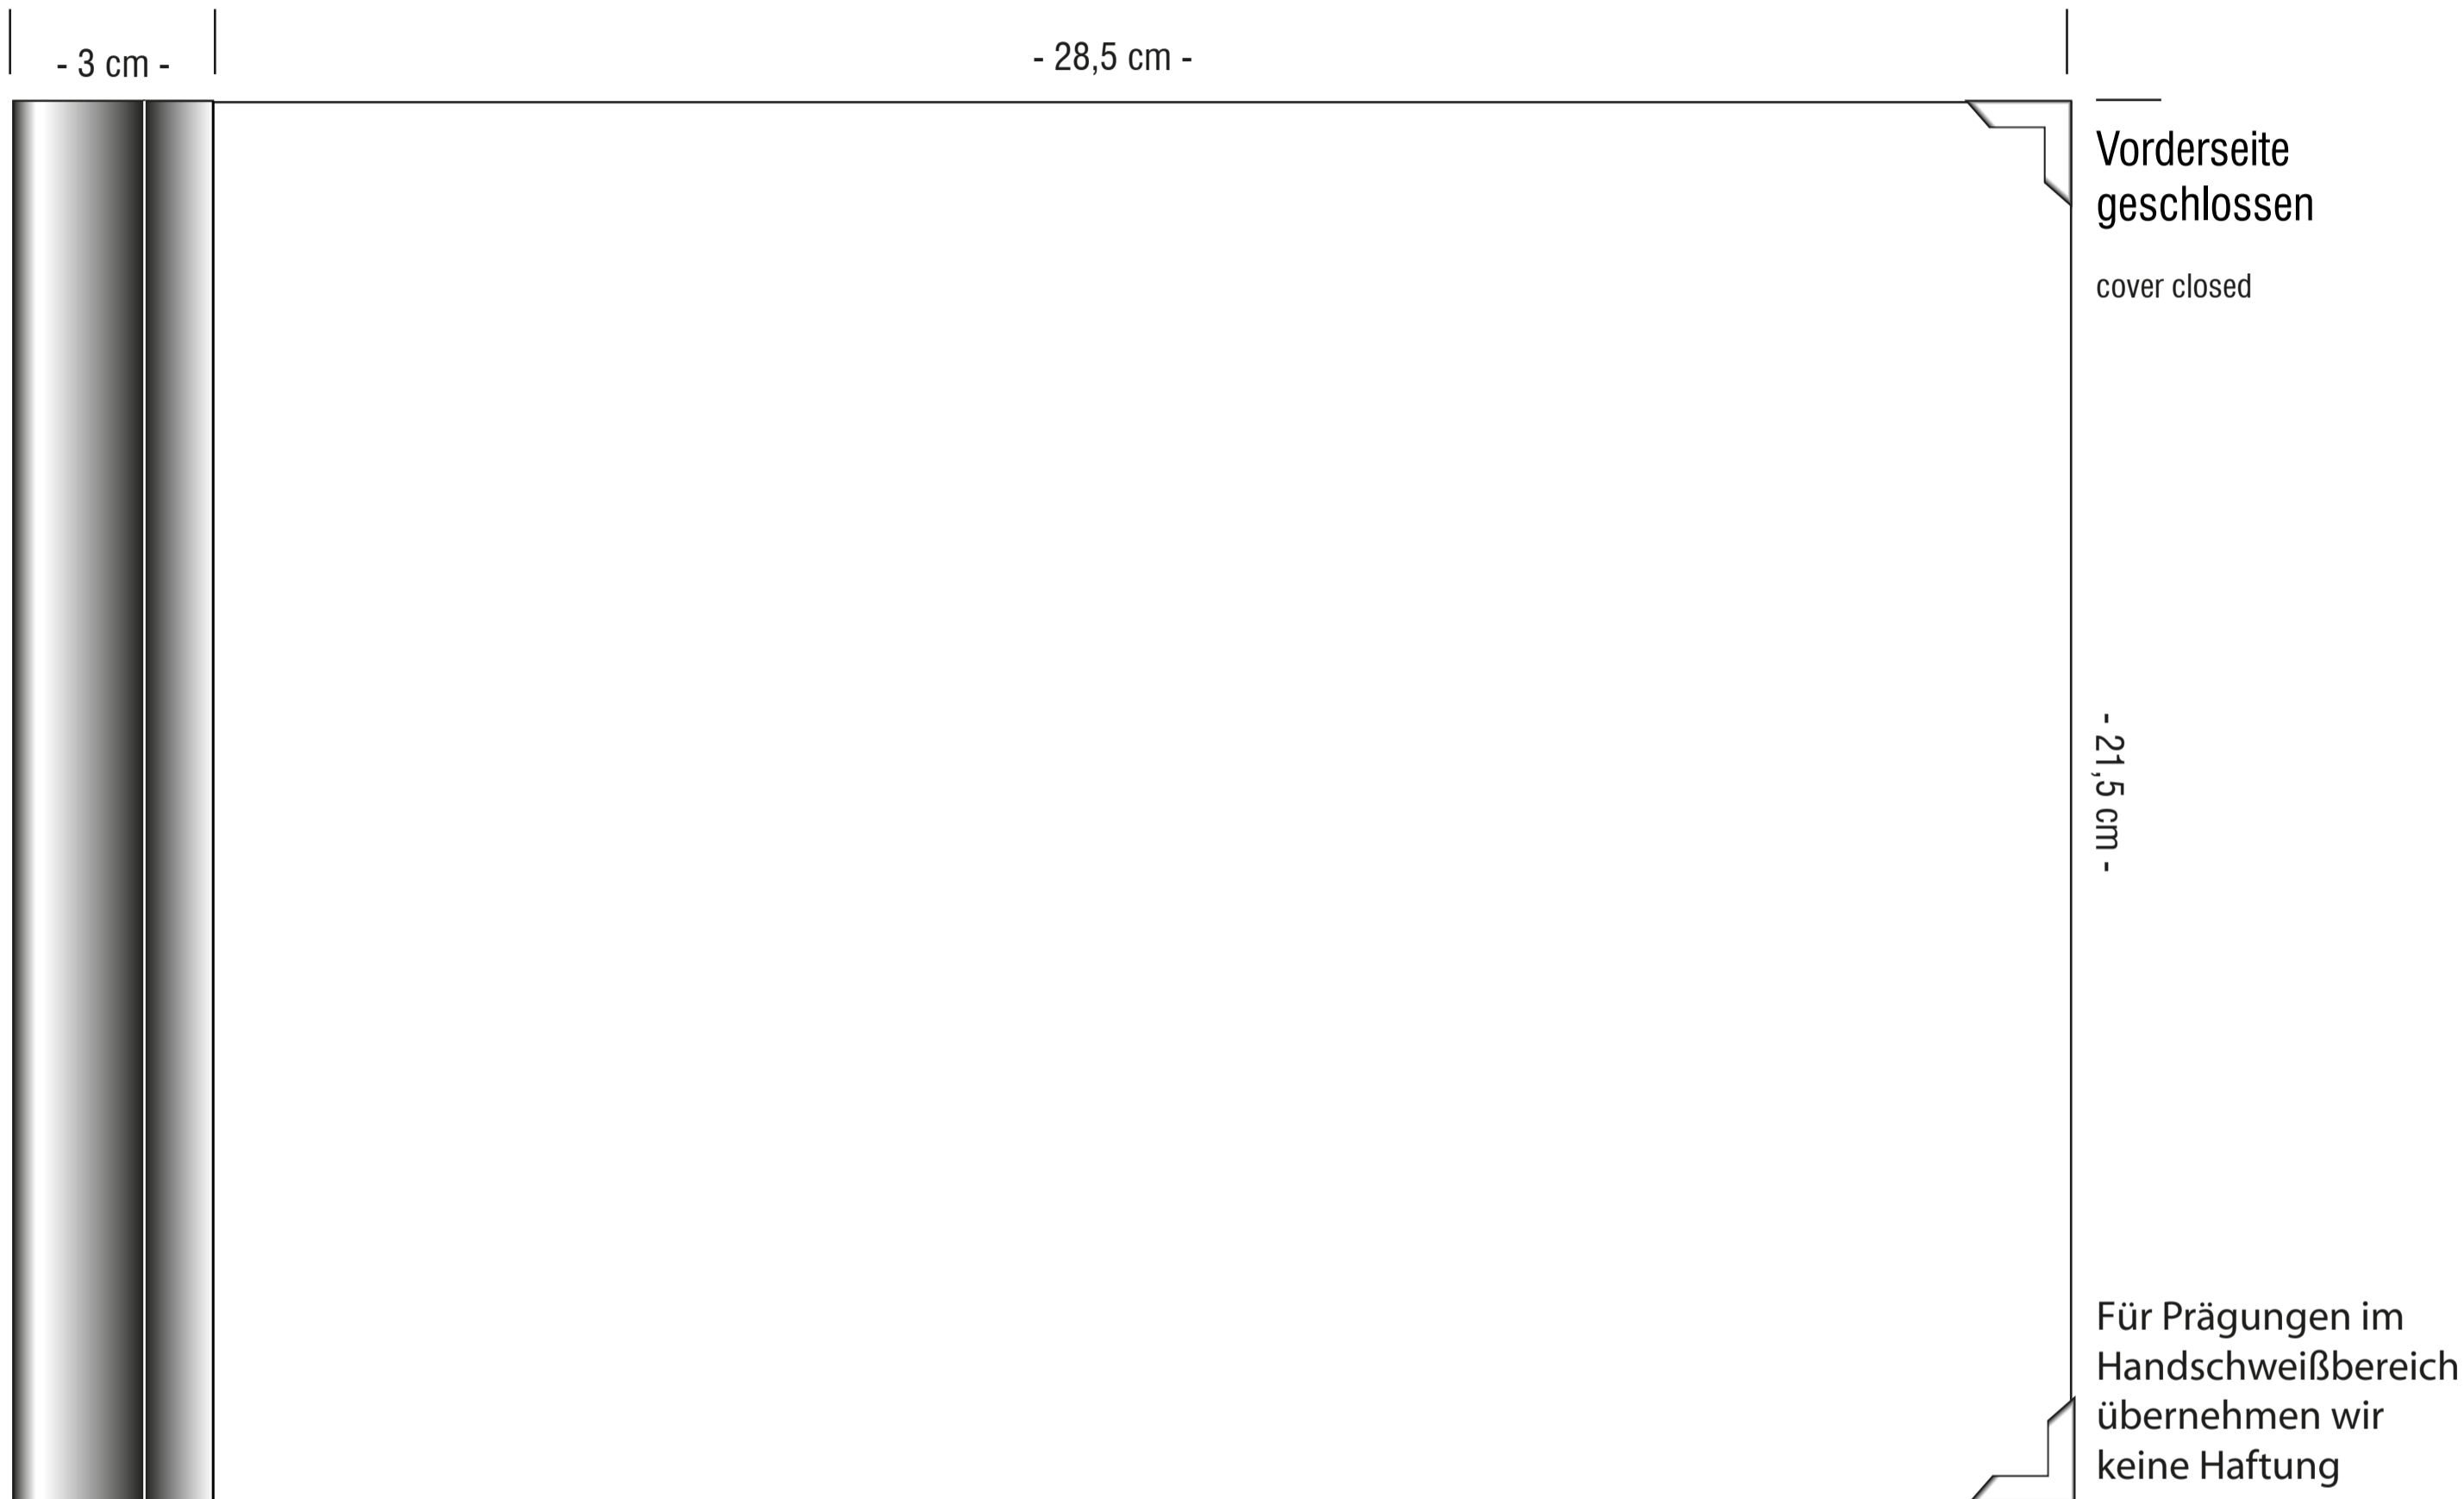 - 3 cm -
- 28,5 cm -
Vorderseite
geschlossen
cover closed
- 21,5 cm -
Für Prägungen im
Handschweißbereich
übernehmen wir
keine Haftung